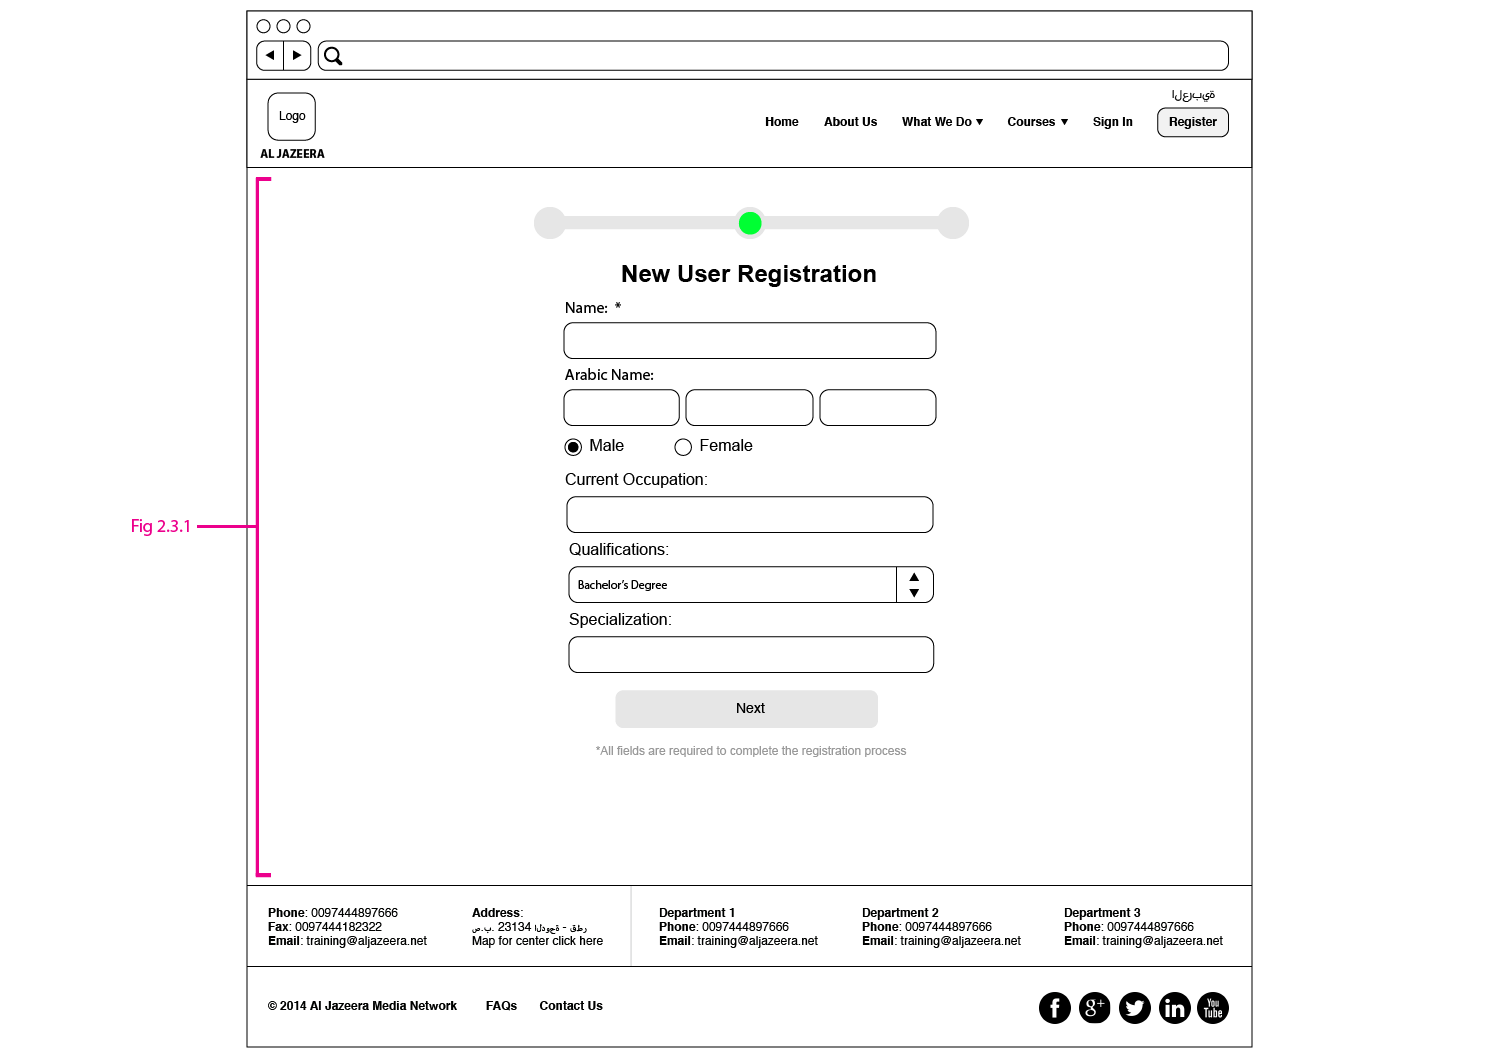 العربية
Logo
AL JAZEERA
Home About Us What We Do Courses Sign In Register
New User Registration
Name: *
Arabic Name:
Male Female
Current Occupation:
Fig 2.3.1
Qualifications:
Bachelor's Degree
Specialization:
Next
*All fields are required to complete the registration process
Phone: 0097444897666
Fax: 0097444182322
Email: training@aljazeera.net
Address:
ص.ب. 23134 الدوحة - قطر
Map for center click here
Department 1
Phone: 0097444897666
Email: training@aljazeera.net
Department 2
Phone: 0097444897666
Email: training@aljazeera.net
Department 3
Phone: 0097444897666
Email: training@aljazeera.net
© 2014 Al Jazeera Media Network FAQs Contact Us
f g+ in You Tube